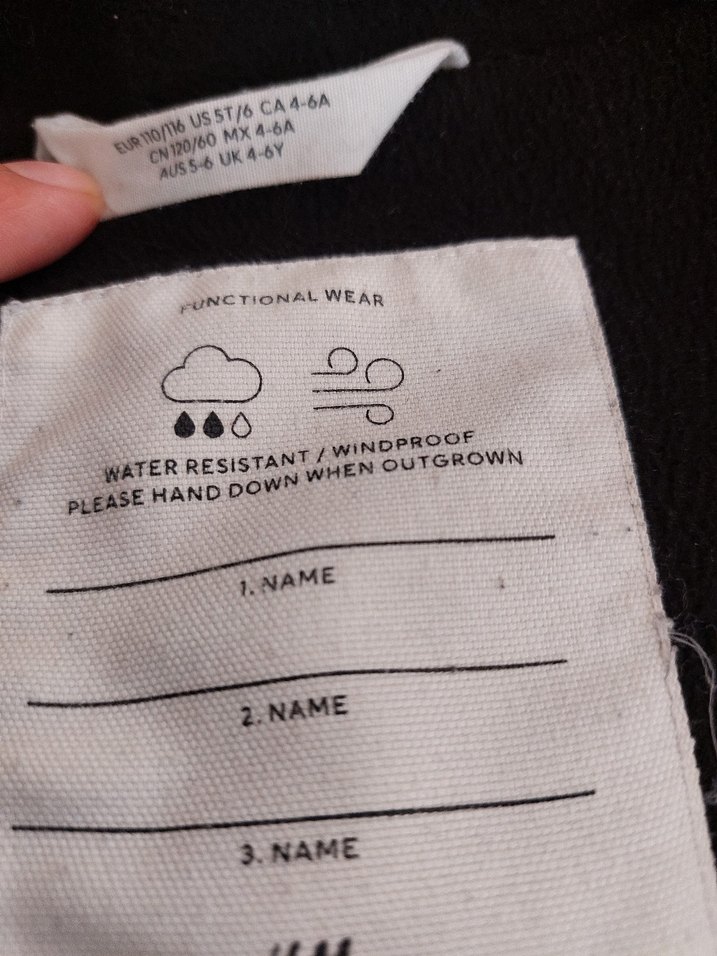 EUR 110/116 US 5T/6 CA 4-6A
CN 120/60 MX 4-6A
AUS 5-6 UK 4-6Y
FUNCTIONAL WEAR
WATER RESISTANT / WINDPROOF
PLEASE HAND DOWN WHEN OUTGROWN
1. NAME
2. NAME
3. NAME